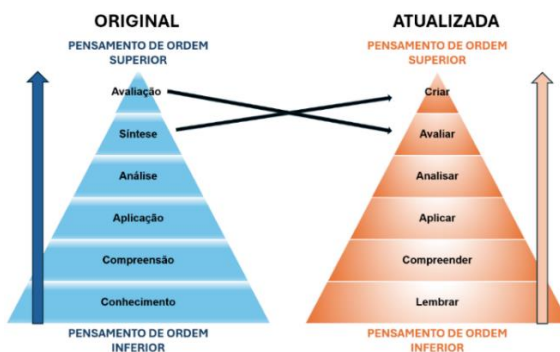 ORIGINAL
PENSAMENTO DE ORDEM
SUPERIOR
Avaliação
Síntese
Análise
Aplicação
Compreensão
Conhecimento
PENSAMENTO DE ORDEM
INFERIOR
ATUALIZADA
PENSAMENTO DE ORDEM
SUPERIOR
Criar
Avaliar
Analisar
Aplicar
Compreender
Lembrar
PENSAMENTO DE ORDEM
INFERIOR